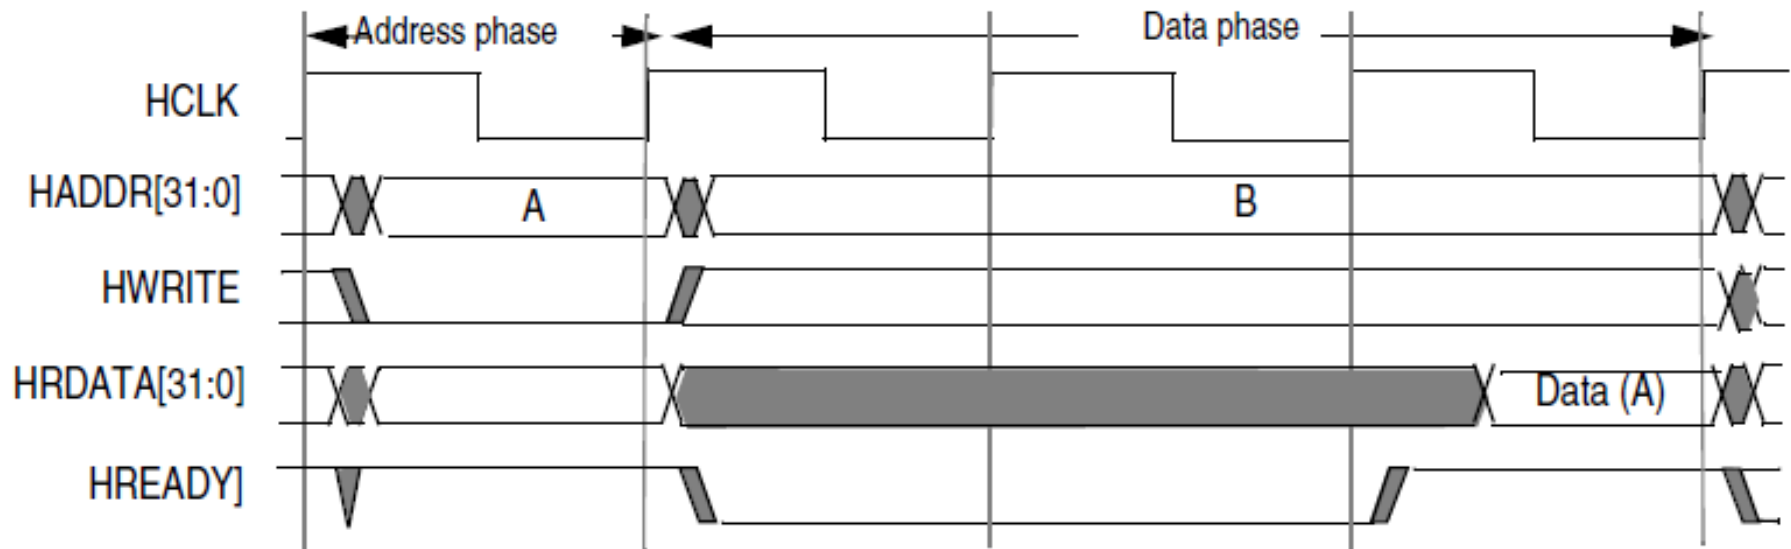 Address phase
Data phase
HCLK
HADDR[31:0]
A
B
HWRITE
HRDATA[31:0]
Data (A)
HREADY]